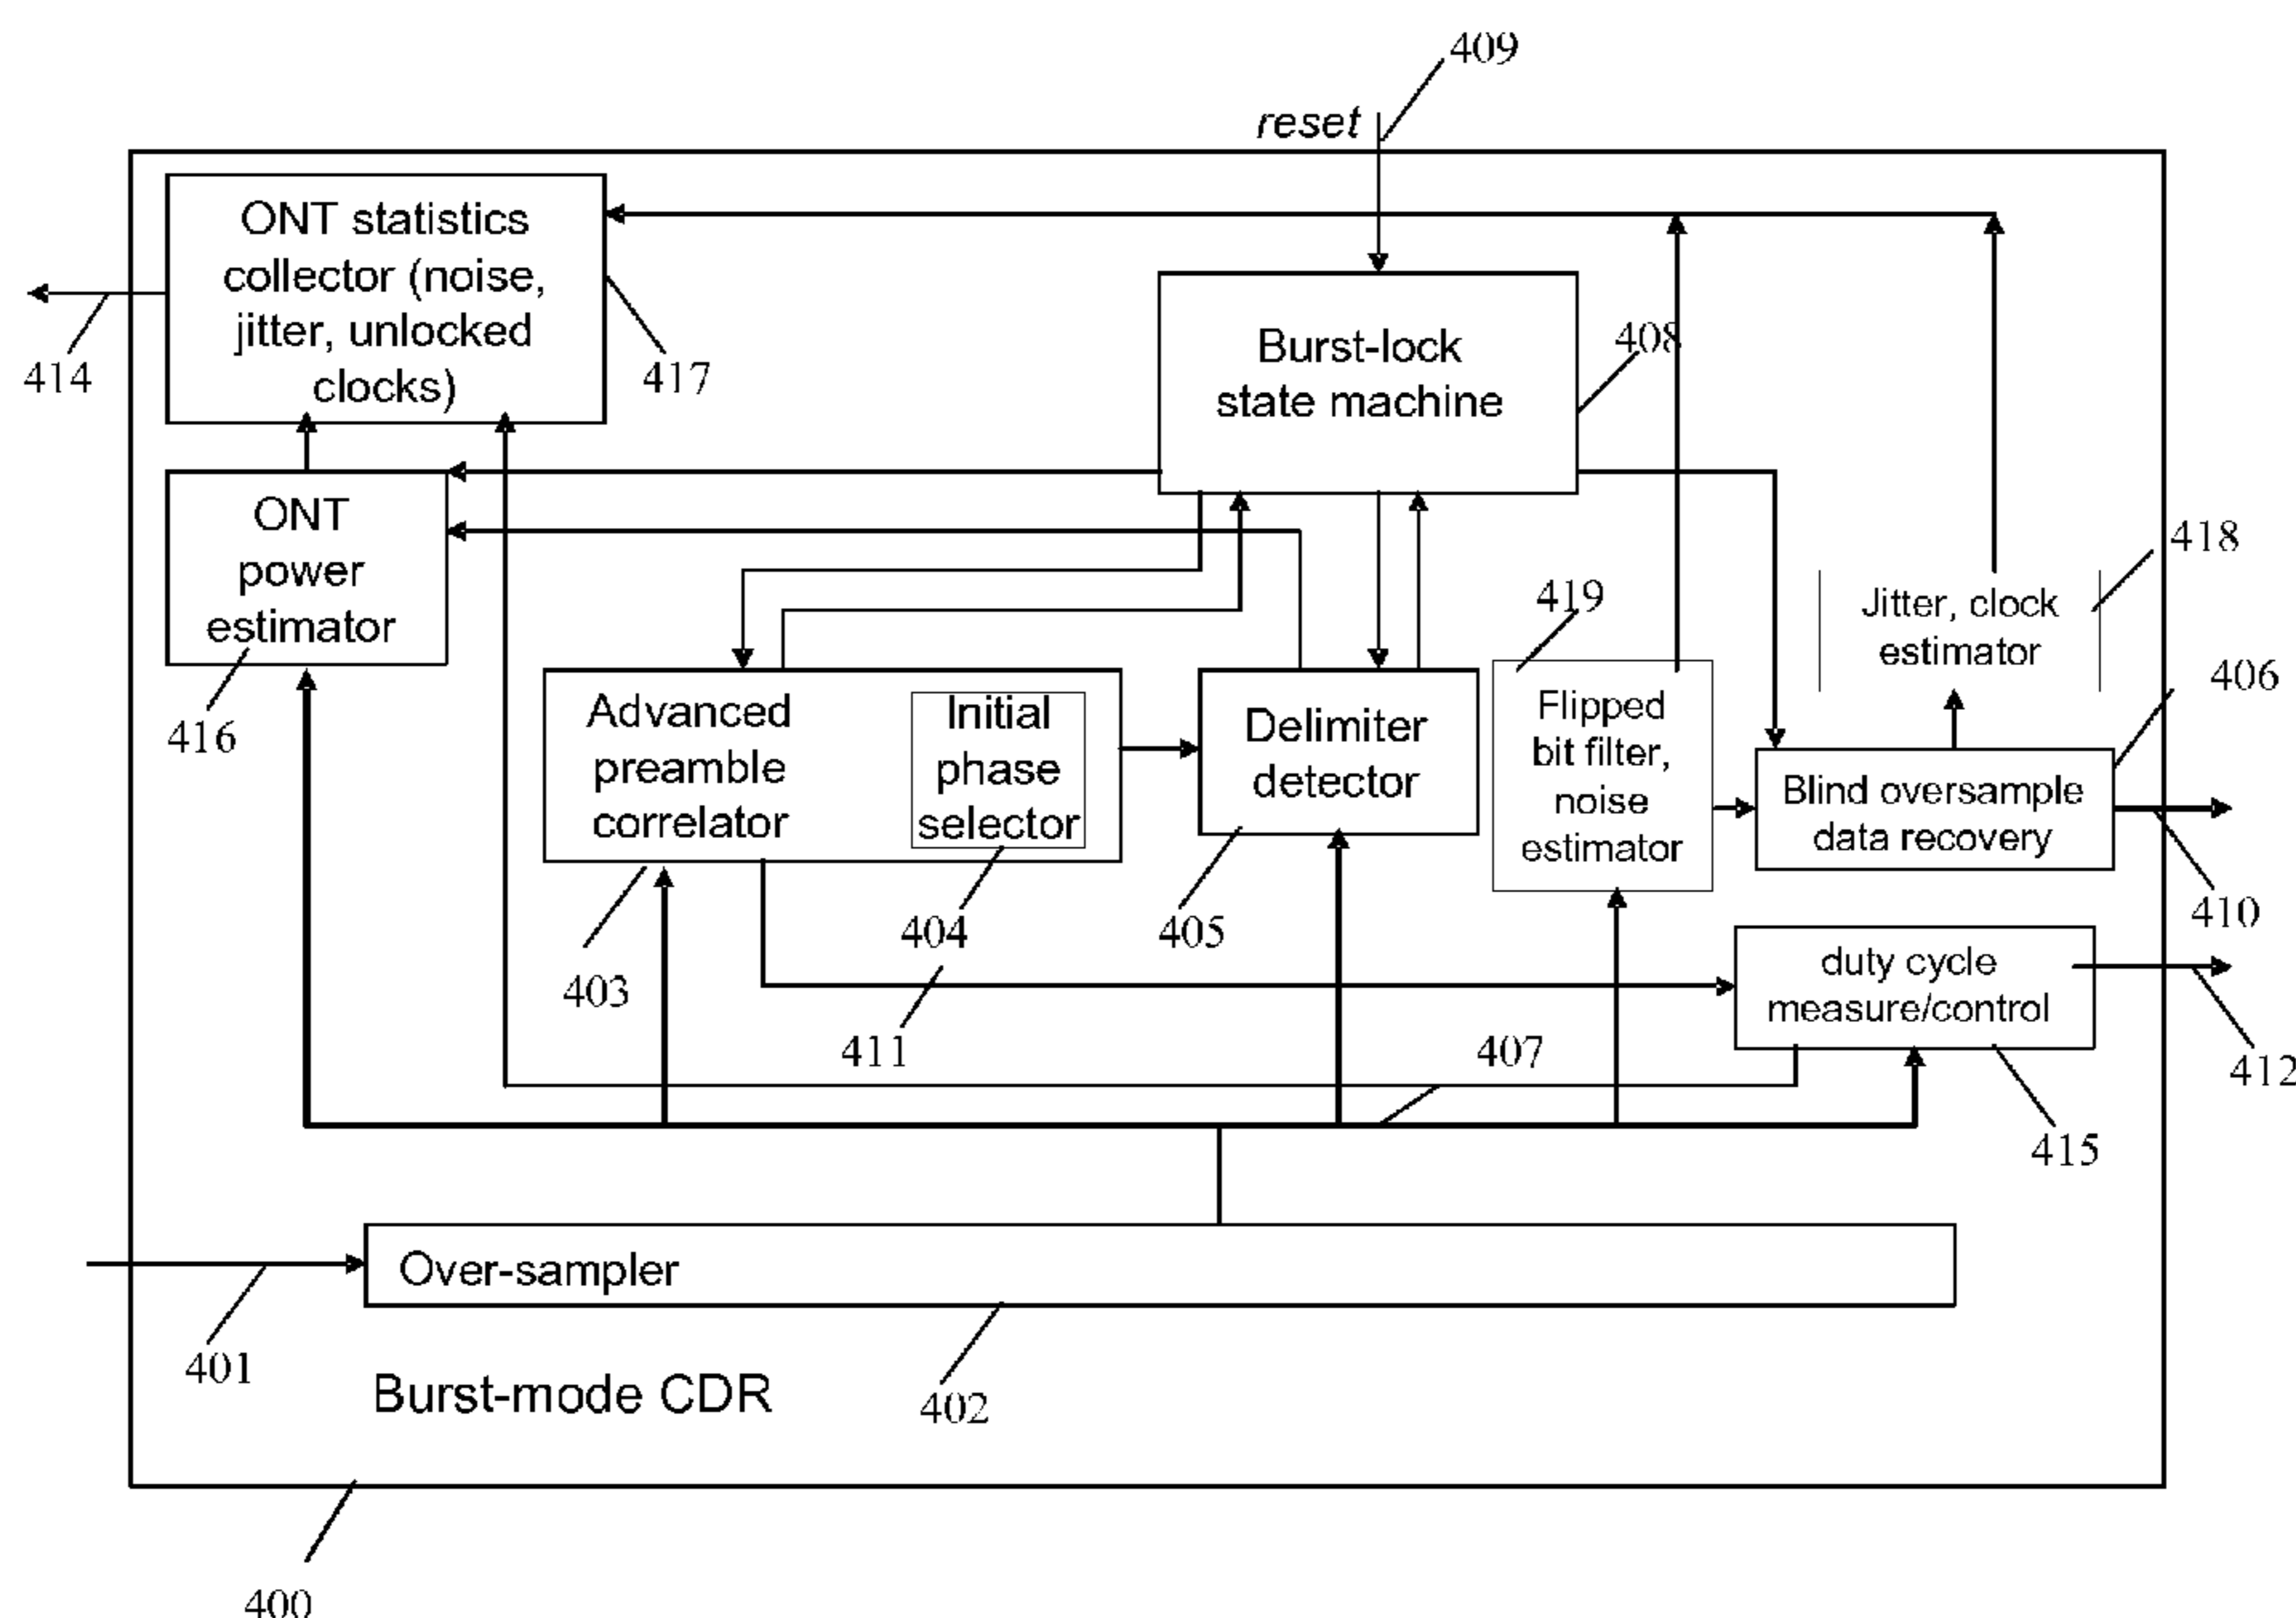 409
reset
ONT statistics
collector (noise,
jitter, unlocked
clocks)
414
417
Burst-lock
state machine
408
ONT
power
estimator
416
418
Jitter, clock
estimator
419
406
Advanced
preamble
correlator
Initial
phase
selector
Delimiter
detector
Flipped
bit filter,
noise
estimator
Blind oversample
data recovery
403
404
405
410
411
duty cycle
measure/control
407
412
415
Over-sampler
401
402
Burst-mode CDR
400